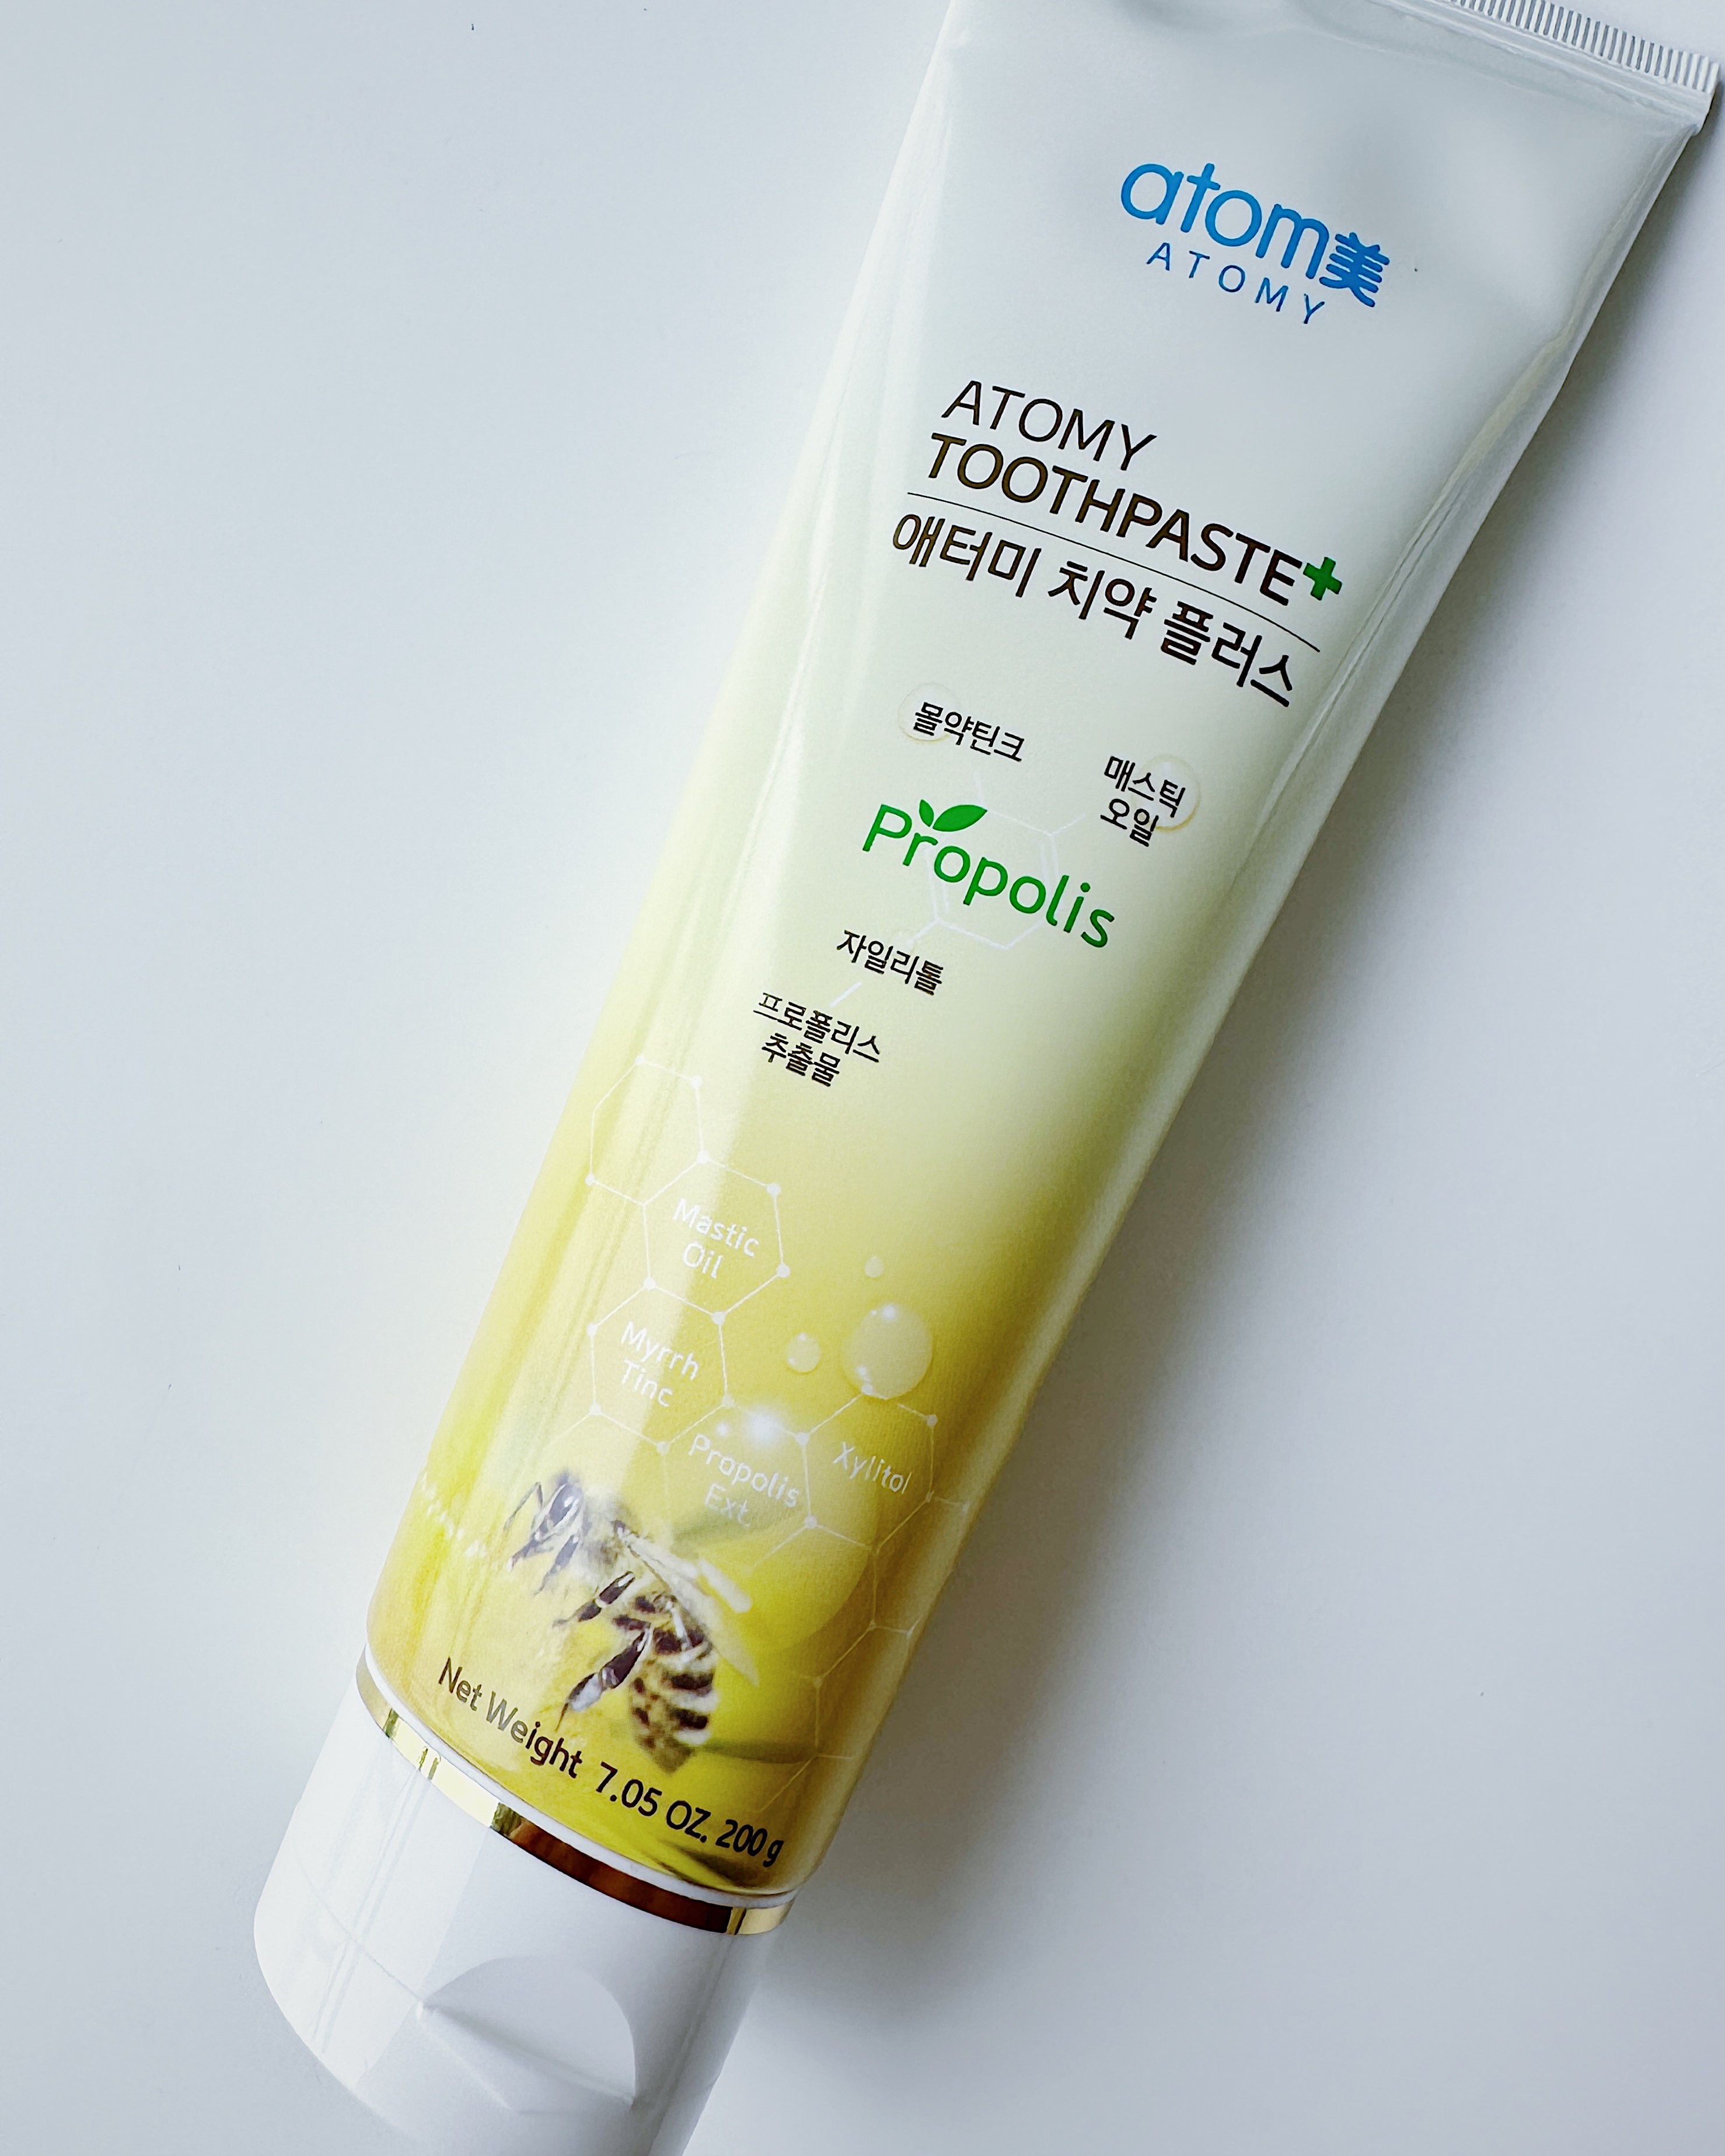 atom美
ATOMY
ATOMY
TOOTHPASTE+
애터미 치약 플러스
몰약틴크
매스틱
오일
Propolis
자일리톨
프로폴리스
추출물
Mastic
Oil
Myrrh
Tinc
Propolis
Ext.
Xylitol
Net Weight 7.05 OZ. 200 g